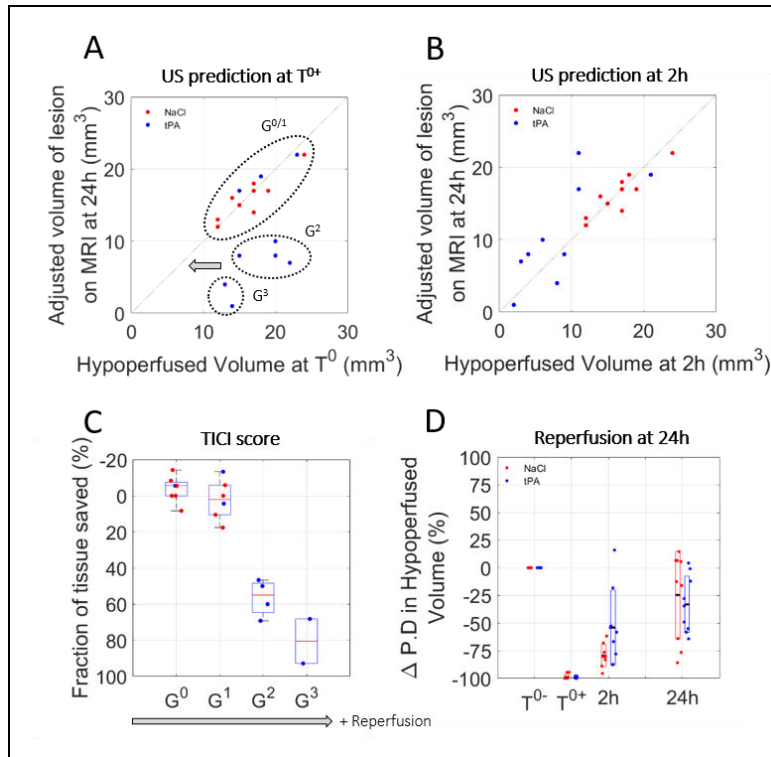 A
US prediction at T⁰⁺
Adjusted volume of lesion
on MRI at 24h (mm³)
30
20
10
0
NaCl
tPA
G⁰/¹
G²
G³
0 10 20 30
Hypoperfused Volume at T⁰ (mm³)
B
US prediction at 2h
Adjusted volume of lesion
on MRI at 24h (mm³)
30
20
10
0
NaCl
tPA
0 10 20 30
Hypoperfused Volume at 2h (mm³)
C
TICI score
Fraction of tissue saved (%)
-20
0
20
40
60
80
100
G⁰ G¹ G² G³
+ Reperfusion
D
Reperfusion at 24h
Δ P.D in Hypoperfused
Volume (%)
100
75
50
25
0
-25
-50
-75
-100
NaCl
tPA
T⁰⁻ T⁰⁺ 2h 24h